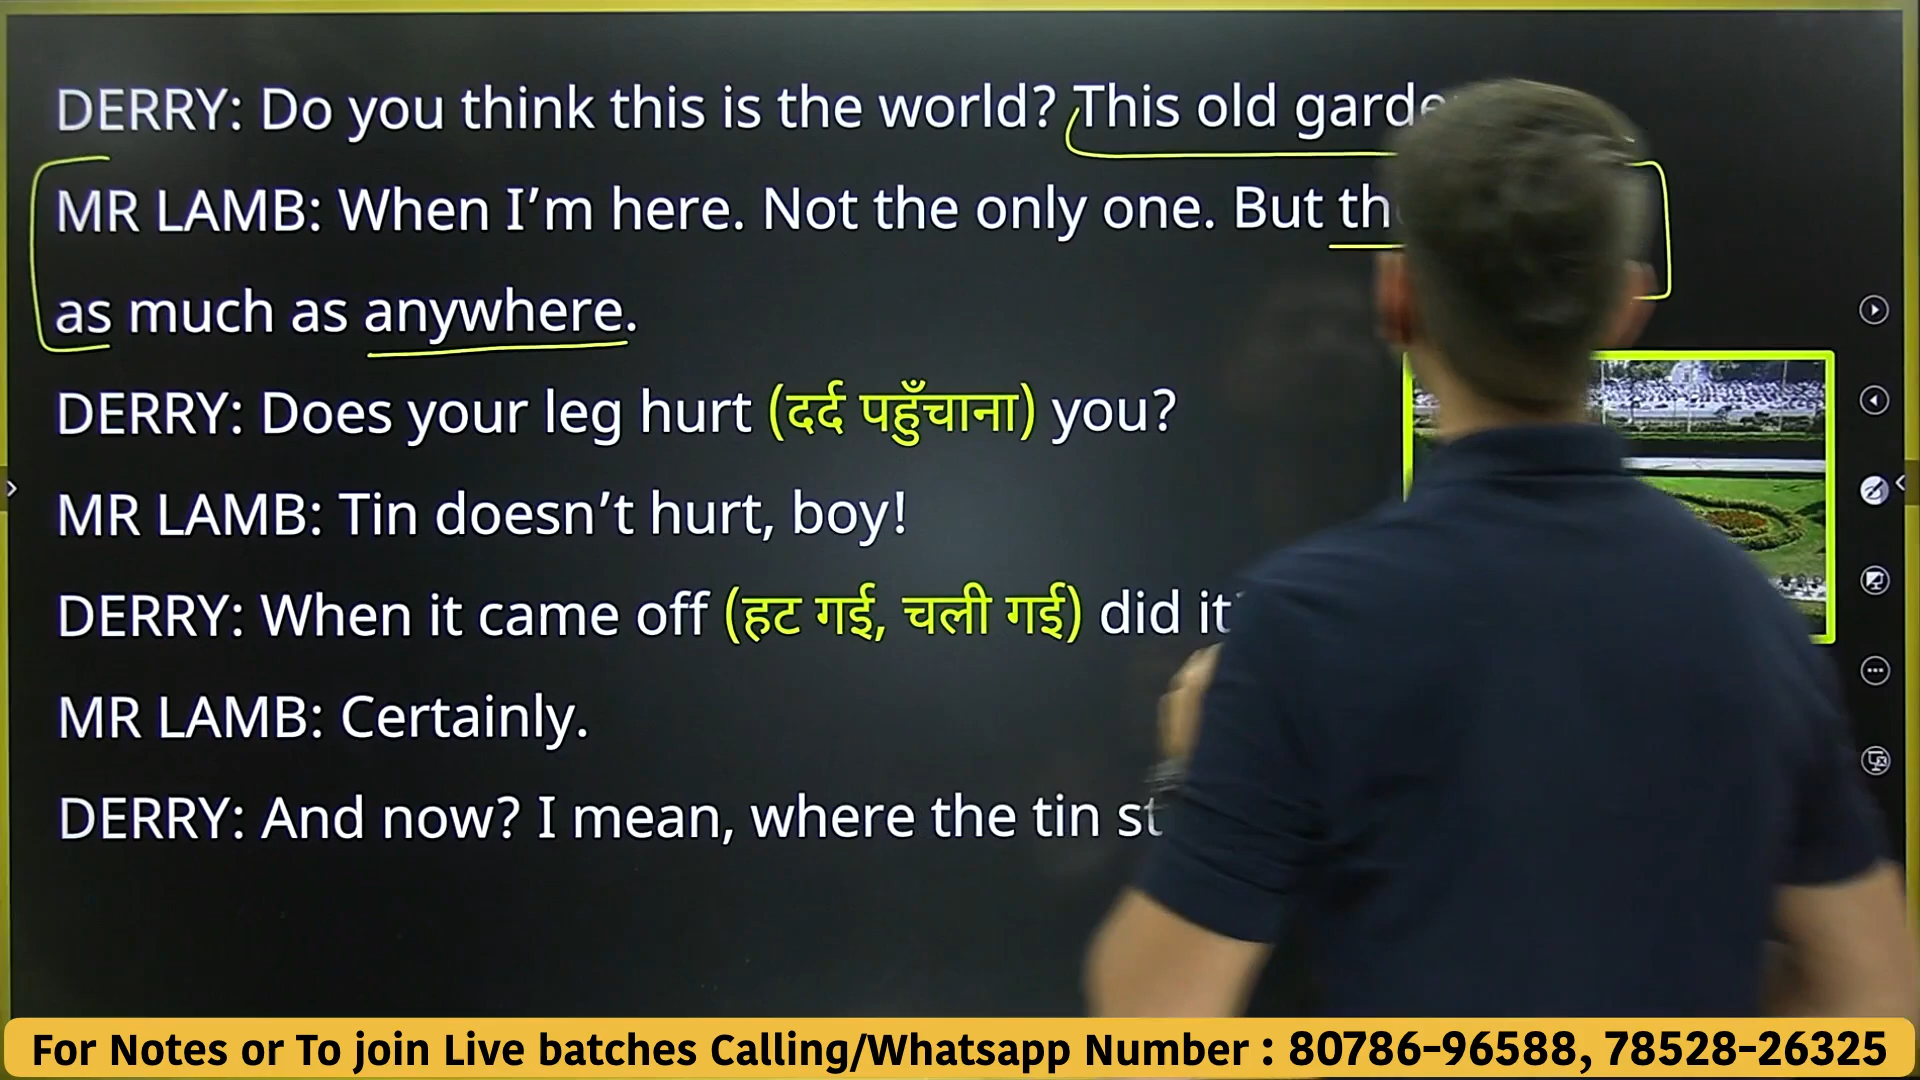 DERRY: Do you think this is the world? This old
MR LAMB: When I’m here. Not the only one. But
as much as anywhere.
DERRY: Does your leg hurt (दर्द पहुँचाना) you?
MR LAMB: Tin doesn’t hurt, boy!
DERRY: When it came off (हट गई, चली गई) did it
MR LAMB: Certainly.
DERRY: And now? I mean, where the tin
For Notes or To join Live batches Calling/Whatsapp Number : 80786-96588, 78528-26325